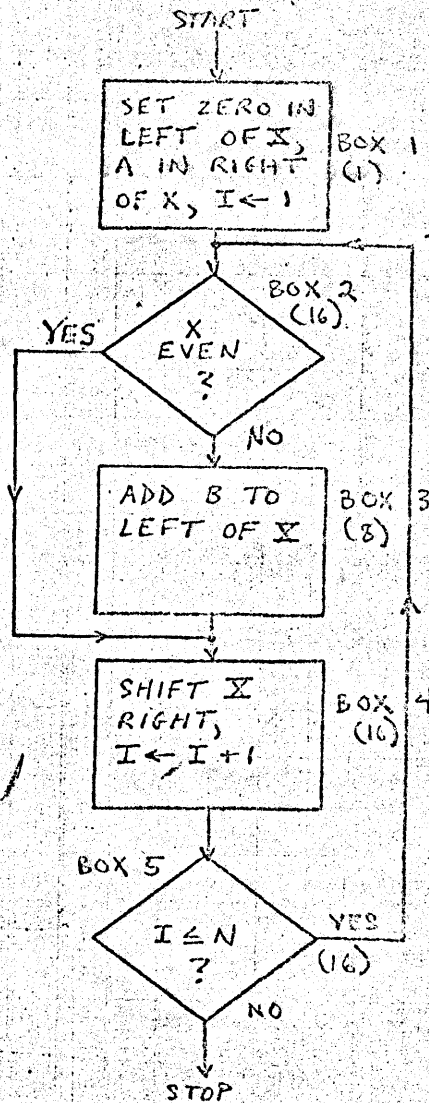 START
SET ZERO IN
LEFT OF X,
A IN RIGHT
OF X, I ← 1
BOX 1
(1)
BOX 2
(16)
YES
X
EVEN
?
NO
ADD B TO
LEFT OF X
BOX 3
(8)
SHIFT X
RIGHT,
I ← I + 1
BOX 4
(16)
BOX 5
I ≤ N
?
YES
(16)
NO
STOP